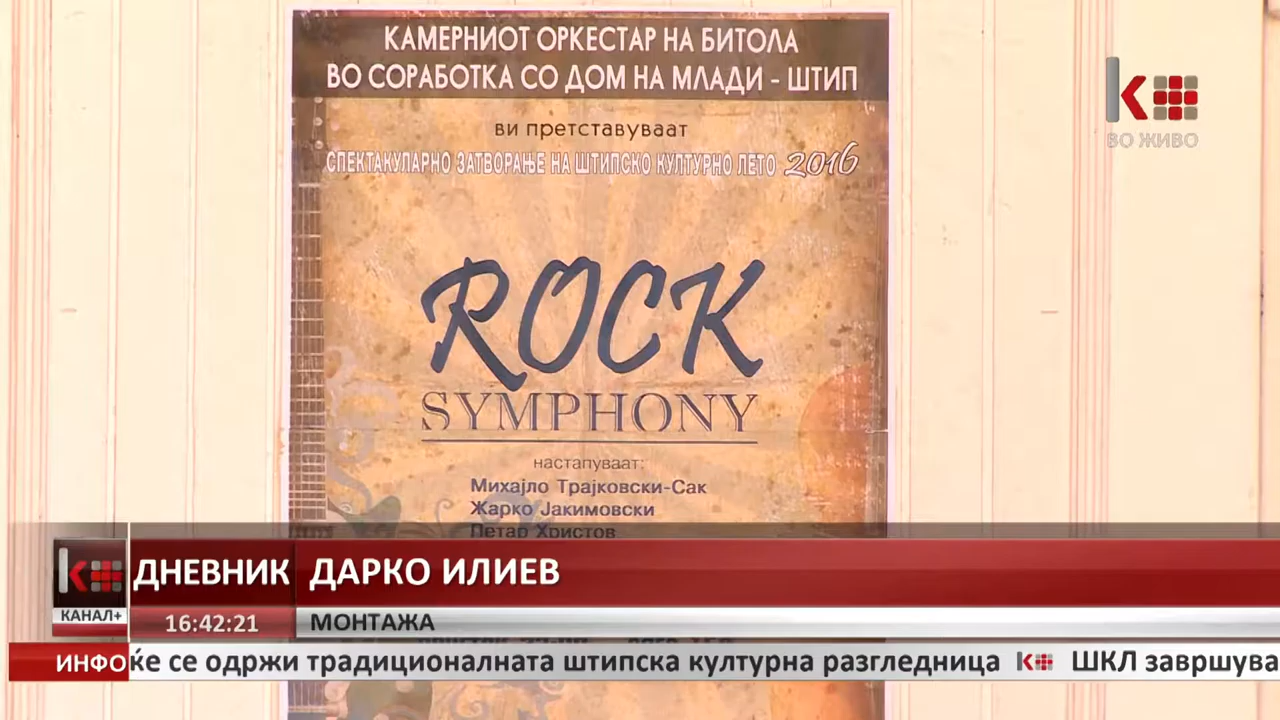 КАМЕРНИОТ ОРКЕСТАР НА БИТОЛА
ВО СОРАБОТКА СО ДОМ НА МЛАДИ - ШТИП
ви претставуваат
СПЕКТАКУЛАРНО ЗАТВОРАЊЕ НА ШТИПСКО КУЛТУРНО ЛЕТО 2016
ROCK
SYMPHONY
настапуваат:
Михајло Трајковски-Сак
Жарко Јакимовски
Петар Христов
К
ВО ЖИВО
ДНЕВНИК
ДАРКО ИЛИЕВ
КАНАЛ+
16:42:21
МОНТАЖА
ИНФО
ќе се одржи традиционалната штипска културна разгледница
ШКЛ завршува